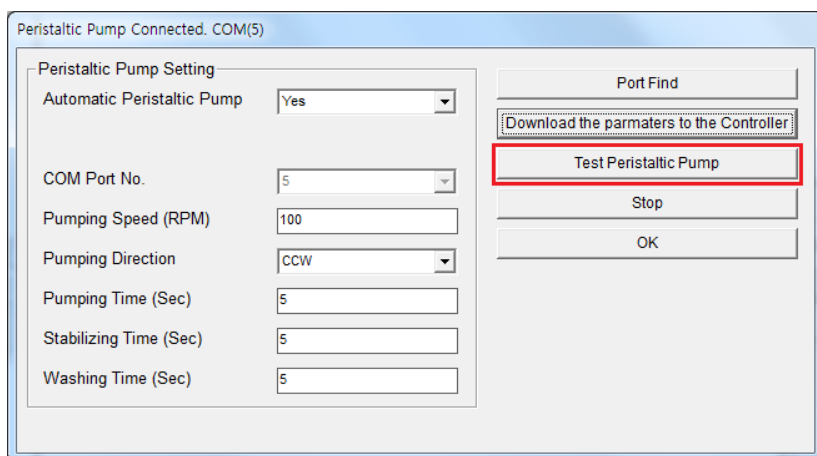 Peristaltic Pump Connected. COM(5)
Peristaltic Pump Setting
Automatic Peristaltic Pump Yes
COM Port No. 5
Pumping Speed (RPM) 100
Pumping Direction CCW
Pumping Time (Sec) 5
Stabilizing Time (Sec) 5
Washing Time (Sec) 5
Port Find
Download the parmaters to the Controller
Test Peristaltic Pump
Stop
OK